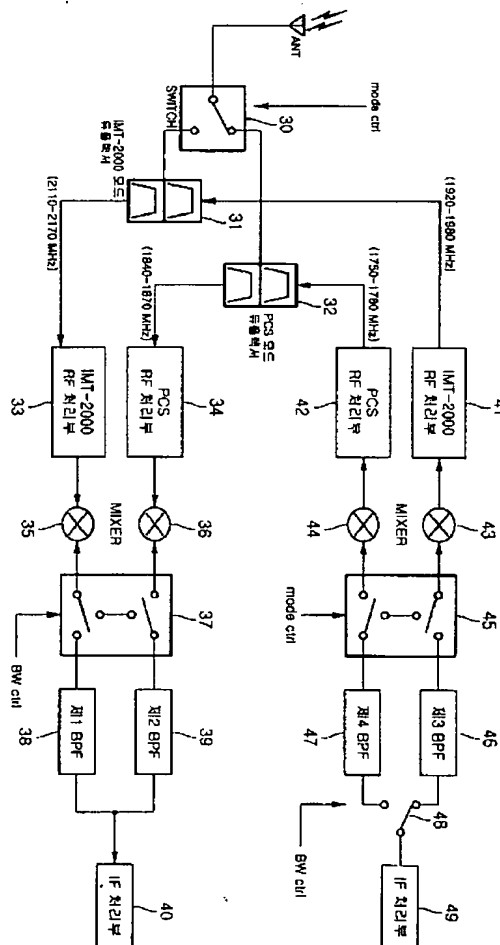 ANT
mode ctrl
SWITCH
30
IMT-2000 모드
듀플렉서
31
(1920-1980 MHz)
(2110-2170 MHz)
32
PCS 모드
듀플렉서
(1750-1780 MHz)
(1840-1870 MHz)
IMT-2000
RF 처리부
41
PCS
RF 처리부
42
PCS
RF 처리부
34
IMT-2000
RF 처리부
33
43
MIXER
44
36
MIXER
35
45
mode ctrl
37
BW ctrl
제3 BPF
46
제4 BPF
47
제2 BPF
39
제1 BPF
38
48
BW ctrl
IF 처리부
49
IF 처리부
40